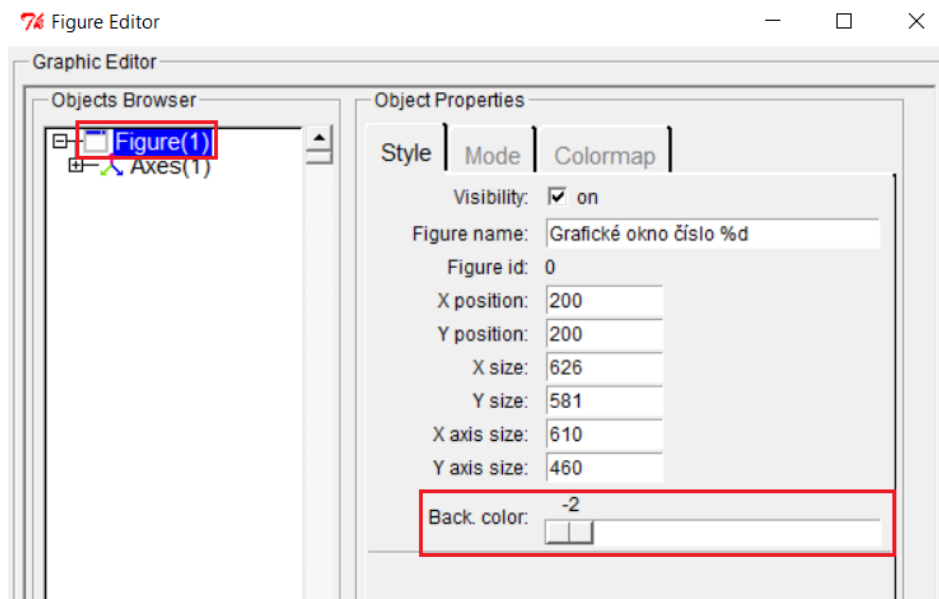 Figure Editor
Graphic Editor
Objects Browser
Figure(1)
Axes(1)
Object Properties
Style Mode Colormap
Visibility: on
Figure name: Grafické okno číslo %d
Figure id: 0
X position: 200
Y position: 200
X size: 626
Y size: 581
X axis size: 610
Y axis size: 460
-2
Back. color: